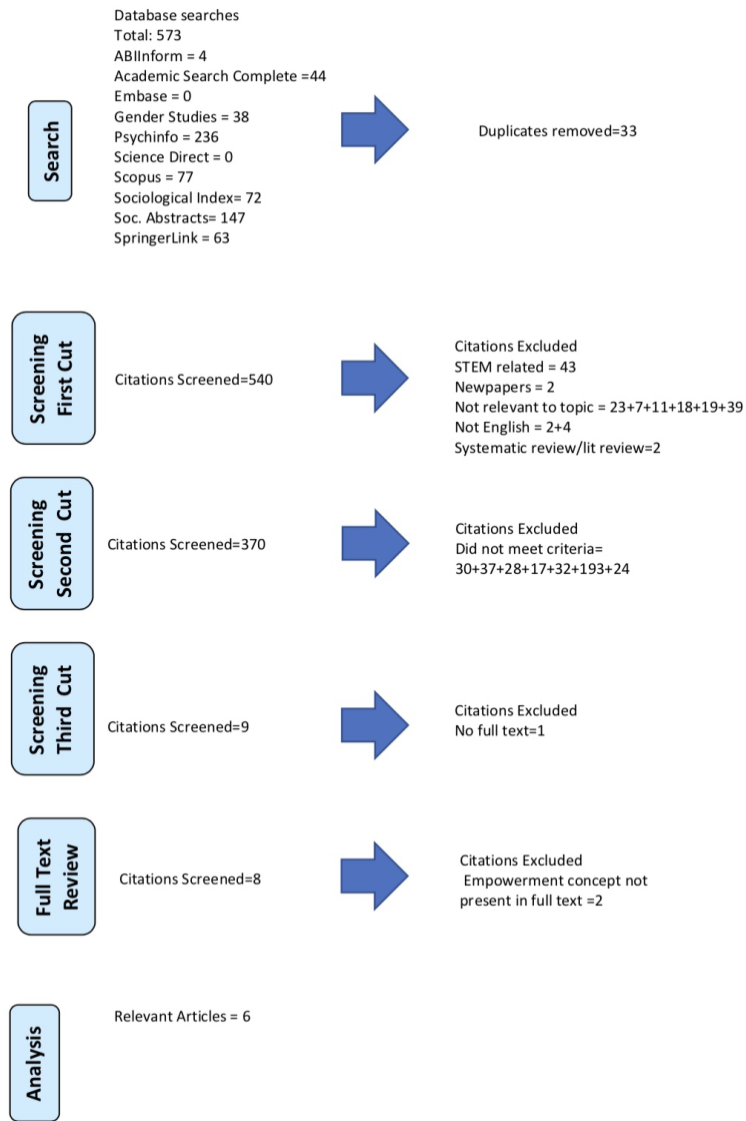 Search
Database searches
Total: 573
ABIInform = 4
Academic Search Complete =44
Embase = 0
Gender Studies = 38
Psychinfo = 236
Science Direct = 0
Scopus = 77
Sociological Index= 72
Soc. Abstracts= 147
SpringerLink = 63
Duplicates removed=33
Screening
First Cut
Citations Screened=540
Citations Excluded
STEM related = 43
Newpapers = 2
Not relevant to topic = 23+7+11+18+19+39
Not English = 2+4
Systematic review/lit review=2
Screening
Second Cut
Citations Screened=370
Citations Excluded
Did not meet criteria=
30+37+28+17+32+193+24
Screening
Third Cut
Citations Screened=9
Citations Excluded
No full text=1
Full Text
Review
Citations Screened=8
Citations Excluded
Empowerment concept not
present in full text =2
Analysis
Relevant Articles = 6